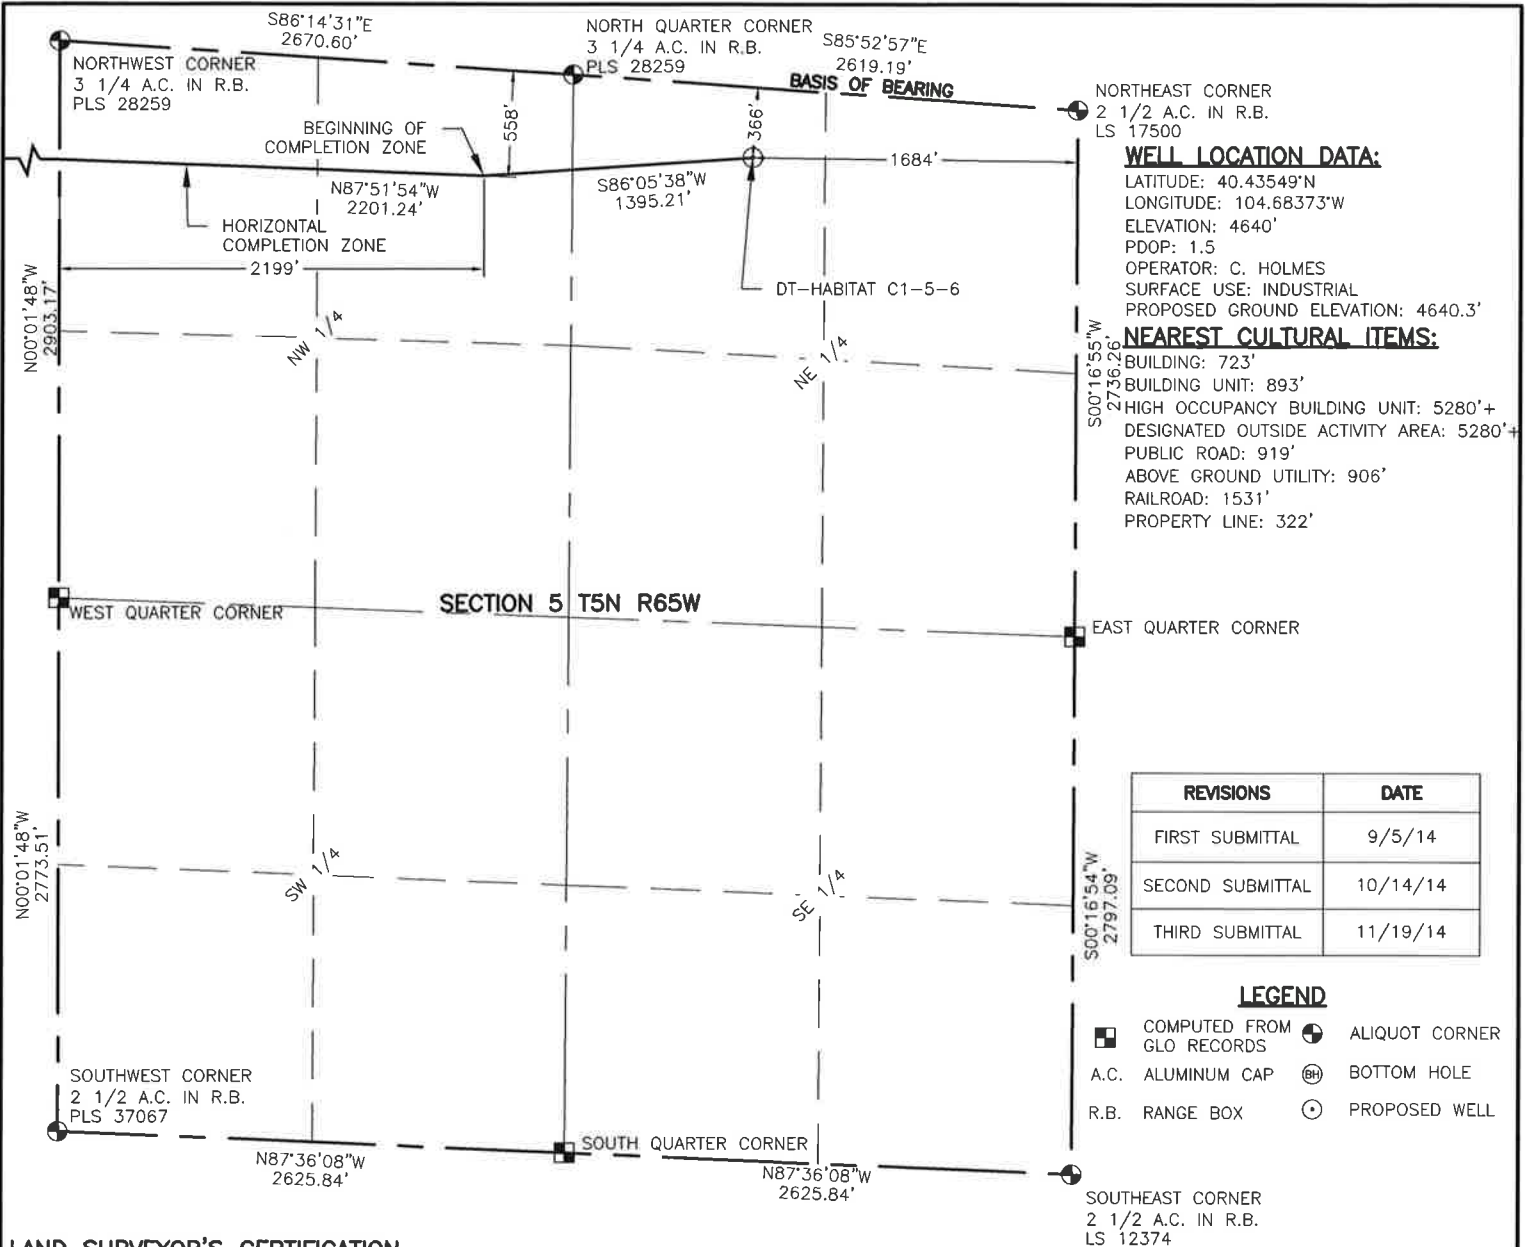 S86°14'31"E
2670.60'
NORTH QUARTER CORNER
3 1/4 A.C. IN R.B.
PLS 28259
S85°52'57"E
2619.19'
BASIS OF BEARING
NORTHWEST CORNER
3 1/4 A.C. IN R.B.
PLS 28259
NORTHEAST CORNER
2 1/2 A.C. IN R.B.
LS 17500
BEGINNING OF
COMPLETION ZONE
558'
366'
1684'
N87°51'54"W
2201.24'
S86°05'38"W
1395.21'
HORIZONTAL
COMPLETION ZONE
2199'
DT-HABITAT C1-5-6
WELL LOCATION DATA:
LATITUDE: 40.43549°N
LONGITUDE: 104.68373°W
ELEVATION: 4640'
PDOP: 1.5
OPERATOR: C. HOLMES
SURFACE USE: INDUSTRIAL
PROPOSED GROUND ELEVATION: 4640.3'
NEAREST CULTURAL ITEMS:
BUILDING: 723'
BUILDING UNIT: 893'
HIGH OCCUPANCY BUILDING UNIT: 5280'+
DESIGNATED OUTSIDE ACTIVITY AREA: 5280'+
PUBLIC ROAD: 919'
ABOVE GROUND UTILITY: 906'
RAILROAD: 1531'
PROPERTY LINE: 322'
N00°01'48"W
2903.17'
NW 1/4
NE 1/4
S00°16'55"W
2736.26'
WEST QUARTER CORNER
SECTION 5 T5N R65W
EAST QUARTER CORNER
N00°01'48"W
2773.51'
SW 1/4
SE 1/4
S00°16'54"W
2797.09'
REVISIONS DATE
FIRST SUBMITTAL 9/5/14
SECOND SUBMITTAL 10/14/14
THIRD SUBMITTAL 11/19/14
LEGEND
COMPUTED FROM
GLO RECORDS
ALIQUOT CORNER
A.C. ALUMINUM CAP
BH BOTTOM HOLE
R.B. RANGE BOX
PROPOSED WELL
SOUTHWEST CORNER
2 1/2 A.C. IN R.B.
PLS 37067
SOUTH QUARTER CORNER
N87°36'08"W
2625.84'
N87°36'08"W
2625.84'
SOUTHEAST CORNER
2 1/2 A.C. IN R.B.
LS 12374
LAND SURVEYOR'S CERTIFICATION